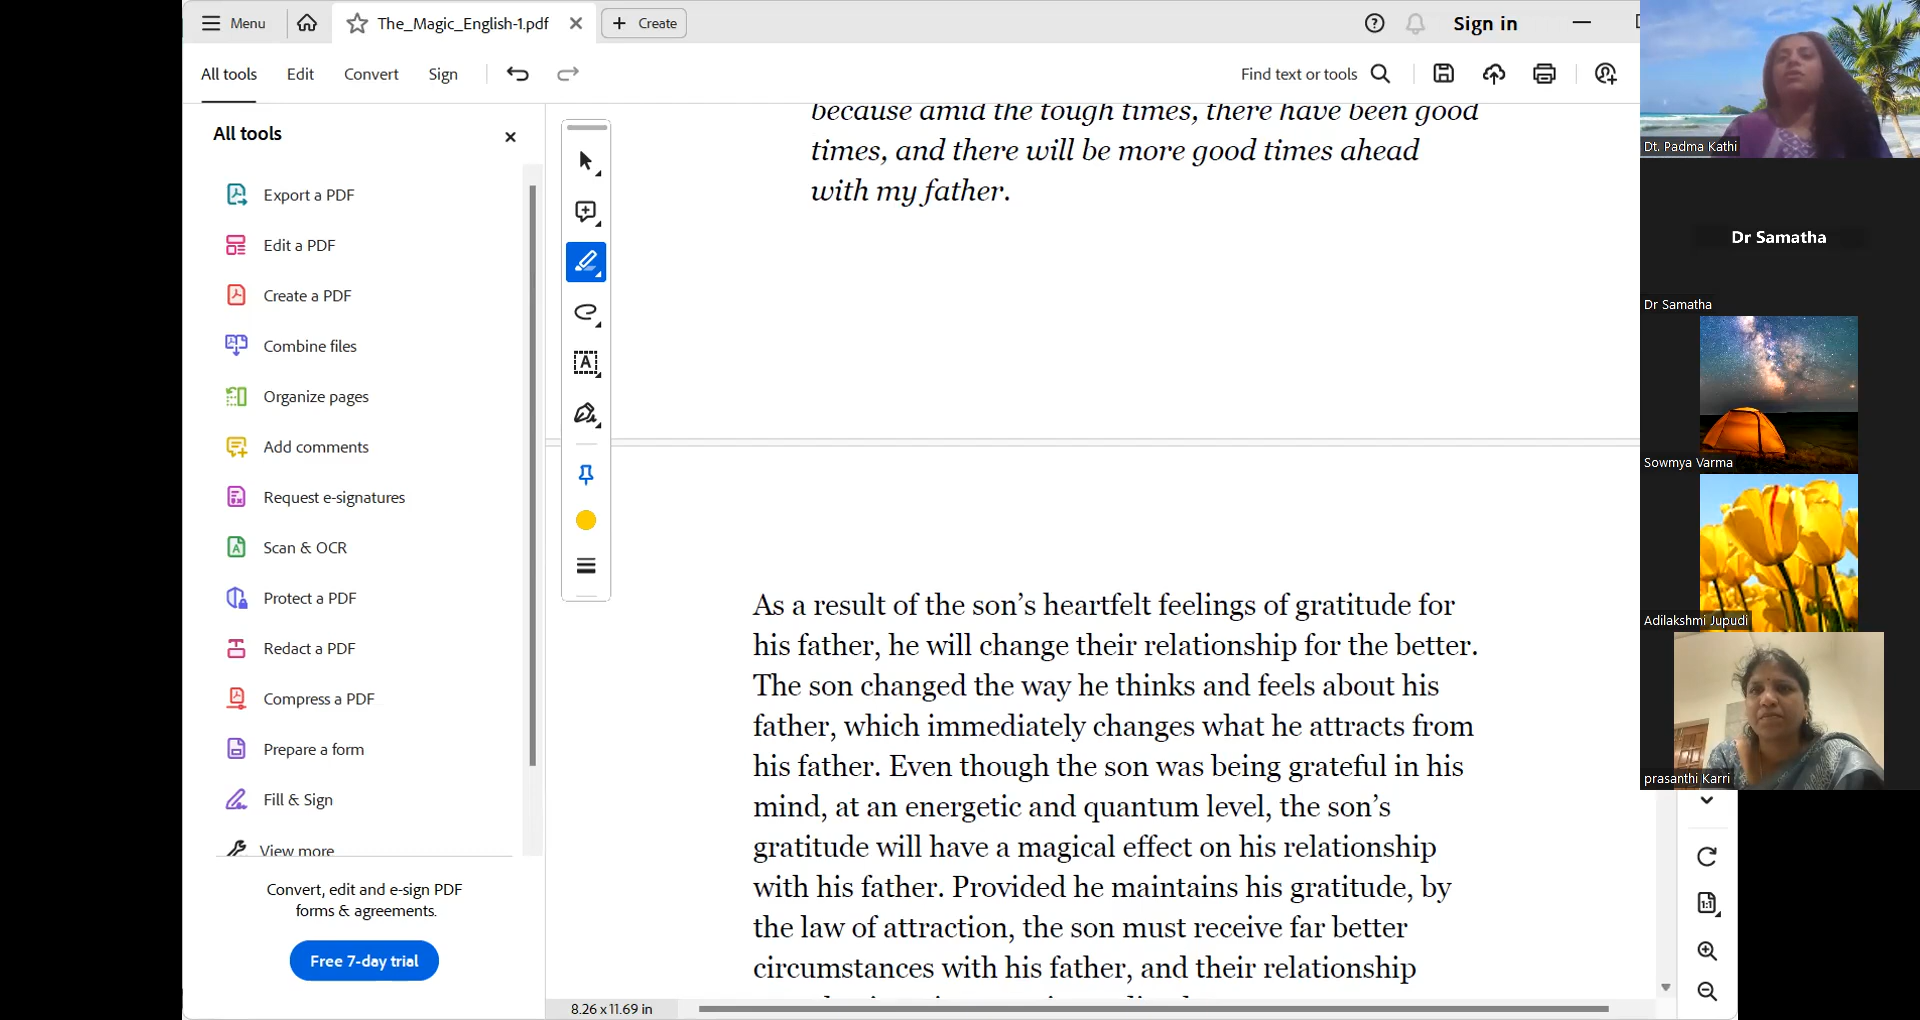 Menu
The_Magic_English-1.pdf
Create
Sign in
All tools
Edit
Convert
Sign
Find text or tools
All tools
Export a PDF
Edit a PDF
Create a PDF
Combine files
Organize pages
Add comments
Request e-signatures
Scan & OCR
Protect a PDF
Redact a PDF
Compress a PDF
Prepare a form
Fill & Sign
View more
Convert, edit and e-sign PDF
forms & agreements.
Free 7-day trial
because amid the tough times, there have been good
times, and there will be more good times ahead
with my father.
As a result of the son’s heartfelt feelings of gratitude for
his father, he will change their relationship for the better.
The son changed the way he thinks and feels about his
father, which immediately changes what he attracts from
his father. Even though the son was being grateful in his
mind, at an energetic and quantum level, the son’s
gratitude will have a magical effect on his relationship
with his father. Provided he maintains his gratitude, by
the law of attraction, the son must receive far better
circumstances with his father, and their relationship
8.26 x 11.69 in
Dt. Padma Kathi
Dr Samatha
Dr Samatha
Sowmya Varma
Adilakshmi Jupudi
prasanthi Karri